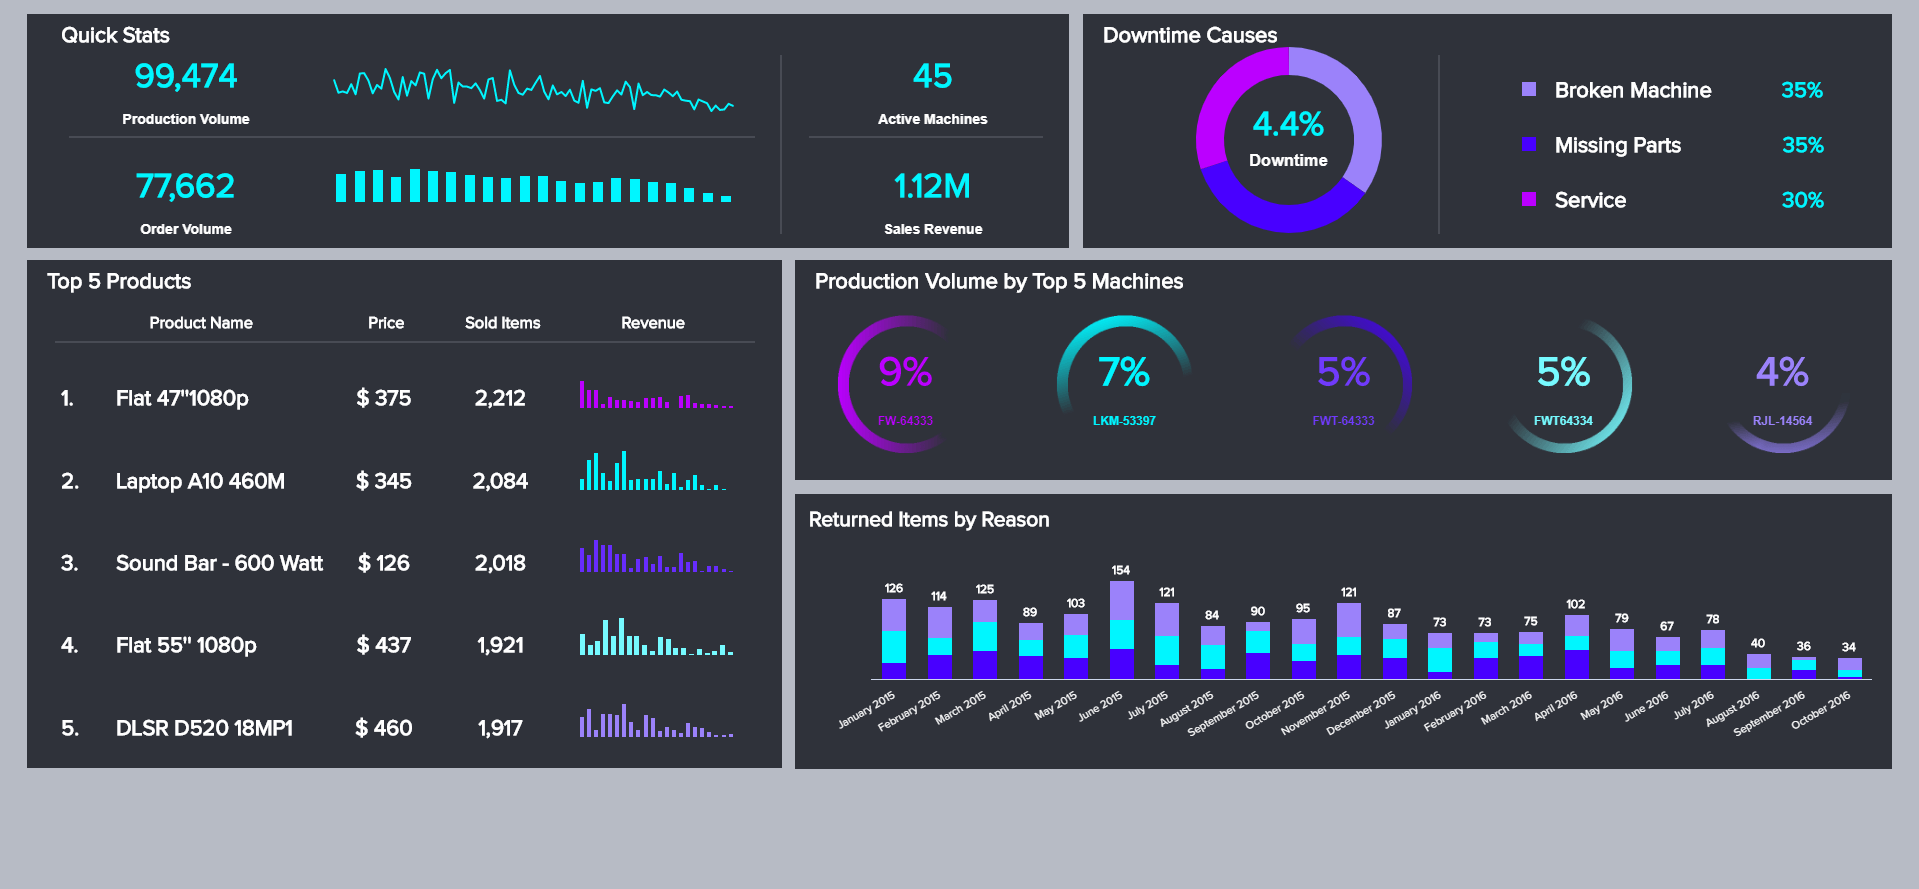 Quick Stats
99,474
Production Volume
77,662
Order Volume
45
Active Machines
1.12M
Sales Revenue
Downtime Causes
4.4%
Downtime
Broken Machine 35%
Missing Parts 35%
Service 30%
Top 5 Products
Product Name Price Sold Items Revenue
1. Flat 47"1080p $ 375 2,212
2. Laptop A10 460M $ 345 2,084
3. Sound Bar - 600 Watt $ 126 2,018
4. Flat 55" 1080p $ 437 1,921
5. DLSR D520 18MP1 $ 460 1,917
Production Volume by Top 5 Machines
9% 7% 5% 5% 4%
FW-64333 LKM-53397 FWT-64333 FWT64334 RJL-14564
Returned Items by Reason
126 114 125 89 103 154 121 84 90 95 121 87 73 73 75 102 79 67 78 40 36 34
January 2015 February 2015 March 2015 April 2015 May 2015 June 2015 July 2015 August 2015 September 2015 October 2015 November 2015 December 2015 January 2016 February 2016 March 2016 April 2016 May 2016 June 2016 July 2016 August 2016 September 2016 October 2016